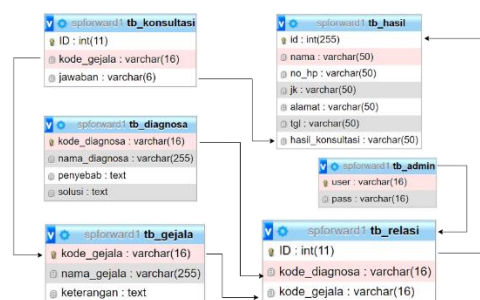 spforward1 tb_konsultasi
ID : int(11)
kode_gejala : varchar(16)
jawaban : varchar(6)
spforward1 tb_hasil
id : int(255)
nama : varchar(50)
no_hp : varchar(50)
jk : varchar(50)
alamat : varchar(50)
tgl : varchar(50)
hasil_konsultasi : varchar(50)
spforward1 tb_diagnosa
kode_diagnosa : varchar(16)
nama_diagnosa : varchar(255)
penyebab : text
solusi : text
spforward1 tb_admin
user : varchar(16)
pass : varchar(16)
spforward1 tb_gejala
kode_gejala : varchar(16)
nama_gejala : varchar(255)
keterangan : text
spforward1 tb_relasi
ID : int(11)
kode_diagnosa : varchar(16)
kode_gejala : varchar(16)